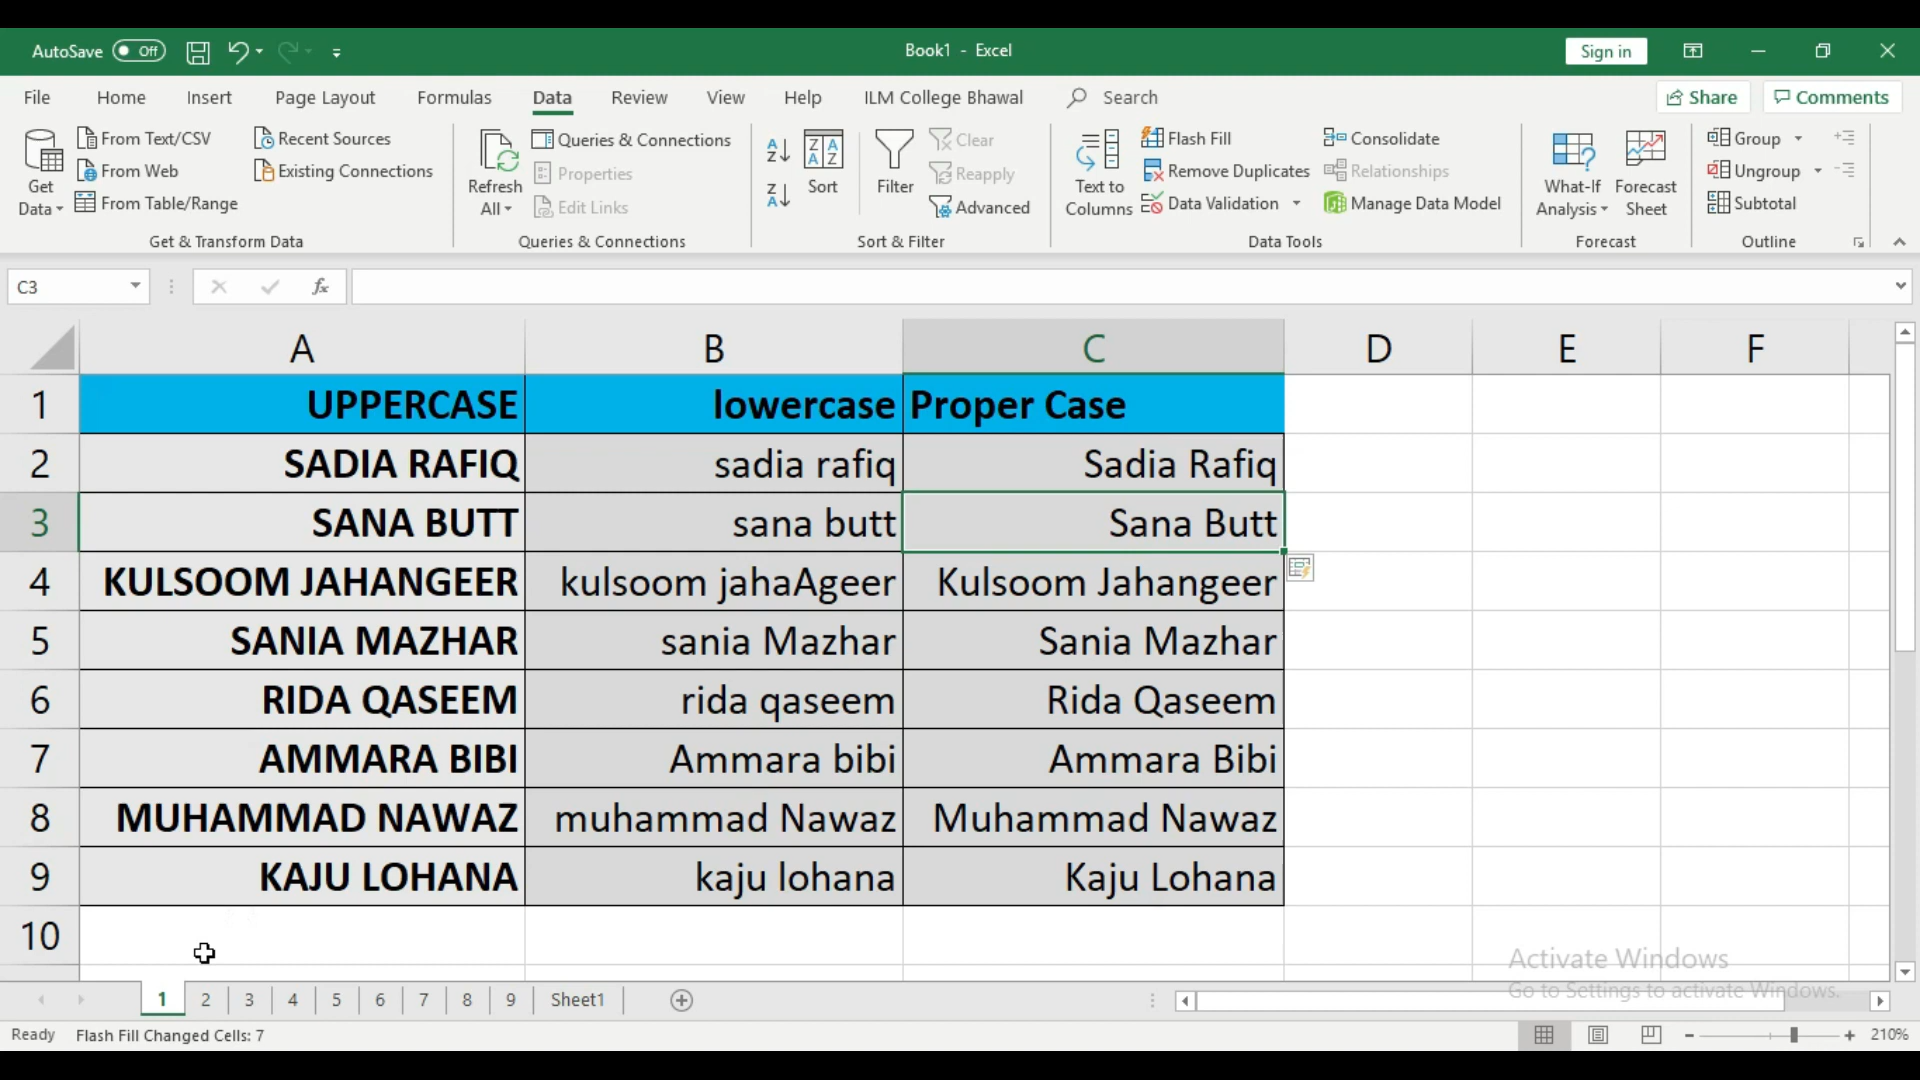 AutoSave Off
Book1 - Excel
Sign in
File Home Insert Page Layout Formulas Data Review View Help ILM College Bhawal Search Share Comments
Get Data
From Text/CSV
From Web
From Table/Range
Recent Sources
Existing Connections
Get & Transform Data
Refresh All
Queries & Connections
Properties
Edit Links
Queries & Connections
Sort
Filter
Clear
Reapply
Advanced
Sort & Filter
Text to Columns
Flash Fill
Remove Duplicates
Data Validation
Consolidate
Relationships
Manage Data Model
Data Tools
What-If Analysis
Forecast Sheet
Forecast
Group
Ungroup
Subtotal
Outline
C3 fx
A B C D E F
1 UPPERCASE lowercase Proper Case
2 SADIA RAFIQ sadia rafiq Sadia Rafiq
3 SANA BUTT sana butt Sana Butt
4 KULSOOM JAHANGEER kulsoom jahaAgeer Kulsoom Jahangeer
5 SANIA MAZHAR sania Mazhar Sania Mazhar
6 RIDA QASEEM rida qaseem Rida Qaseem
7 AMMARA BIBI Ammara bibi Ammara Bibi
8 MUHAMMAD NAWAZ muhammad Nawaz Muhammad Nawaz
9 KAJU LOHANA kaju lohana Kaju Lohana
10
Activate Windows
Go to Settings to activate Windows.
1 2 3 4 5 6 7 8 9 Sheet1
Ready Flash Fill Changed Cells: 7
210%